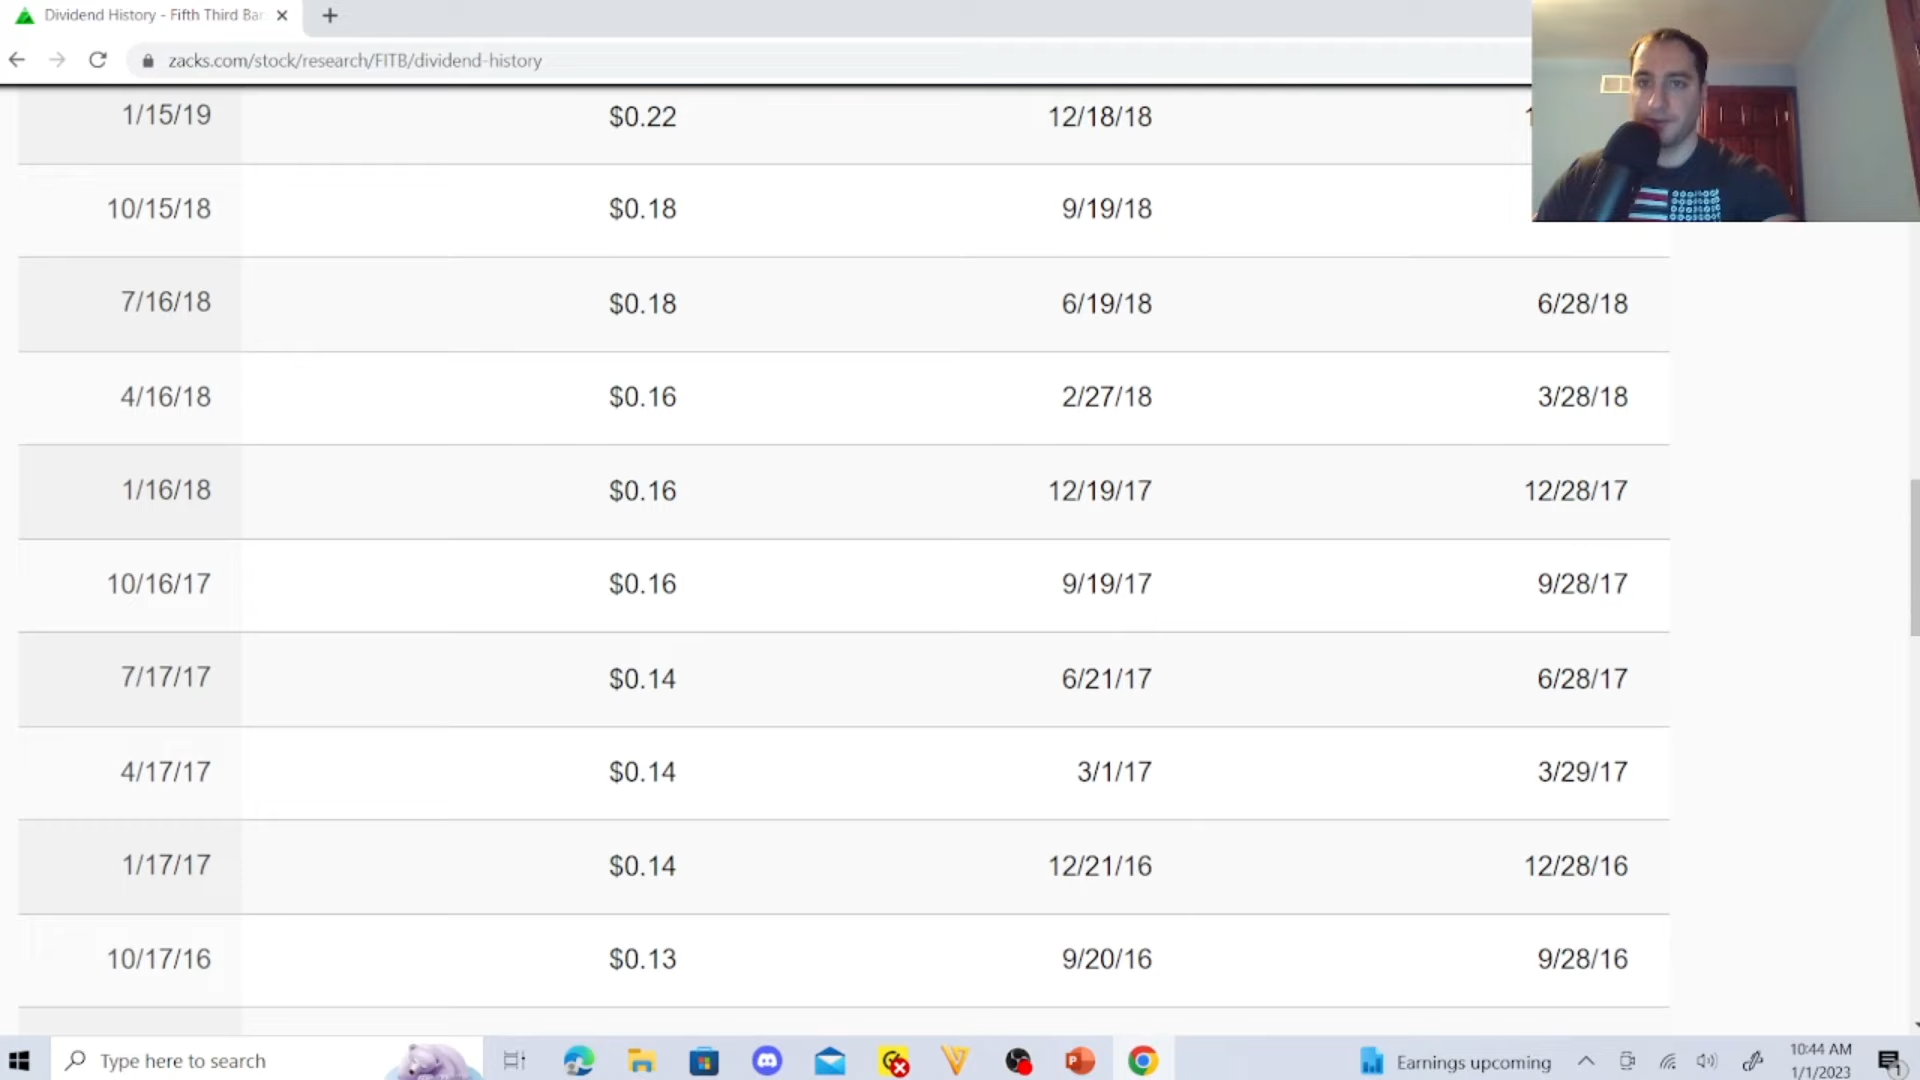 Dividend History - Fifth Third Bar
zacks.com/stock/research/FITB/dividend-history
1/15/19 $0.22 12/18/18
10/15/18 $0.18 9/19/18
7/16/18 $0.18 6/19/18 6/28/18
4/16/18 $0.16 2/27/18 3/28/18
1/16/18 $0.16 12/19/17 12/28/17
10/16/17 $0.16 9/19/17 9/28/17
7/17/17 $0.14 6/21/17 6/28/17
4/17/17 $0.14 3/1/17 3/29/17
1/17/17 $0.14 12/21/16 12/28/16
10/17/16 $0.13 9/20/16 9/28/16
Type here to search
Earnings upcoming
10:44 AM
1/1/2023
1